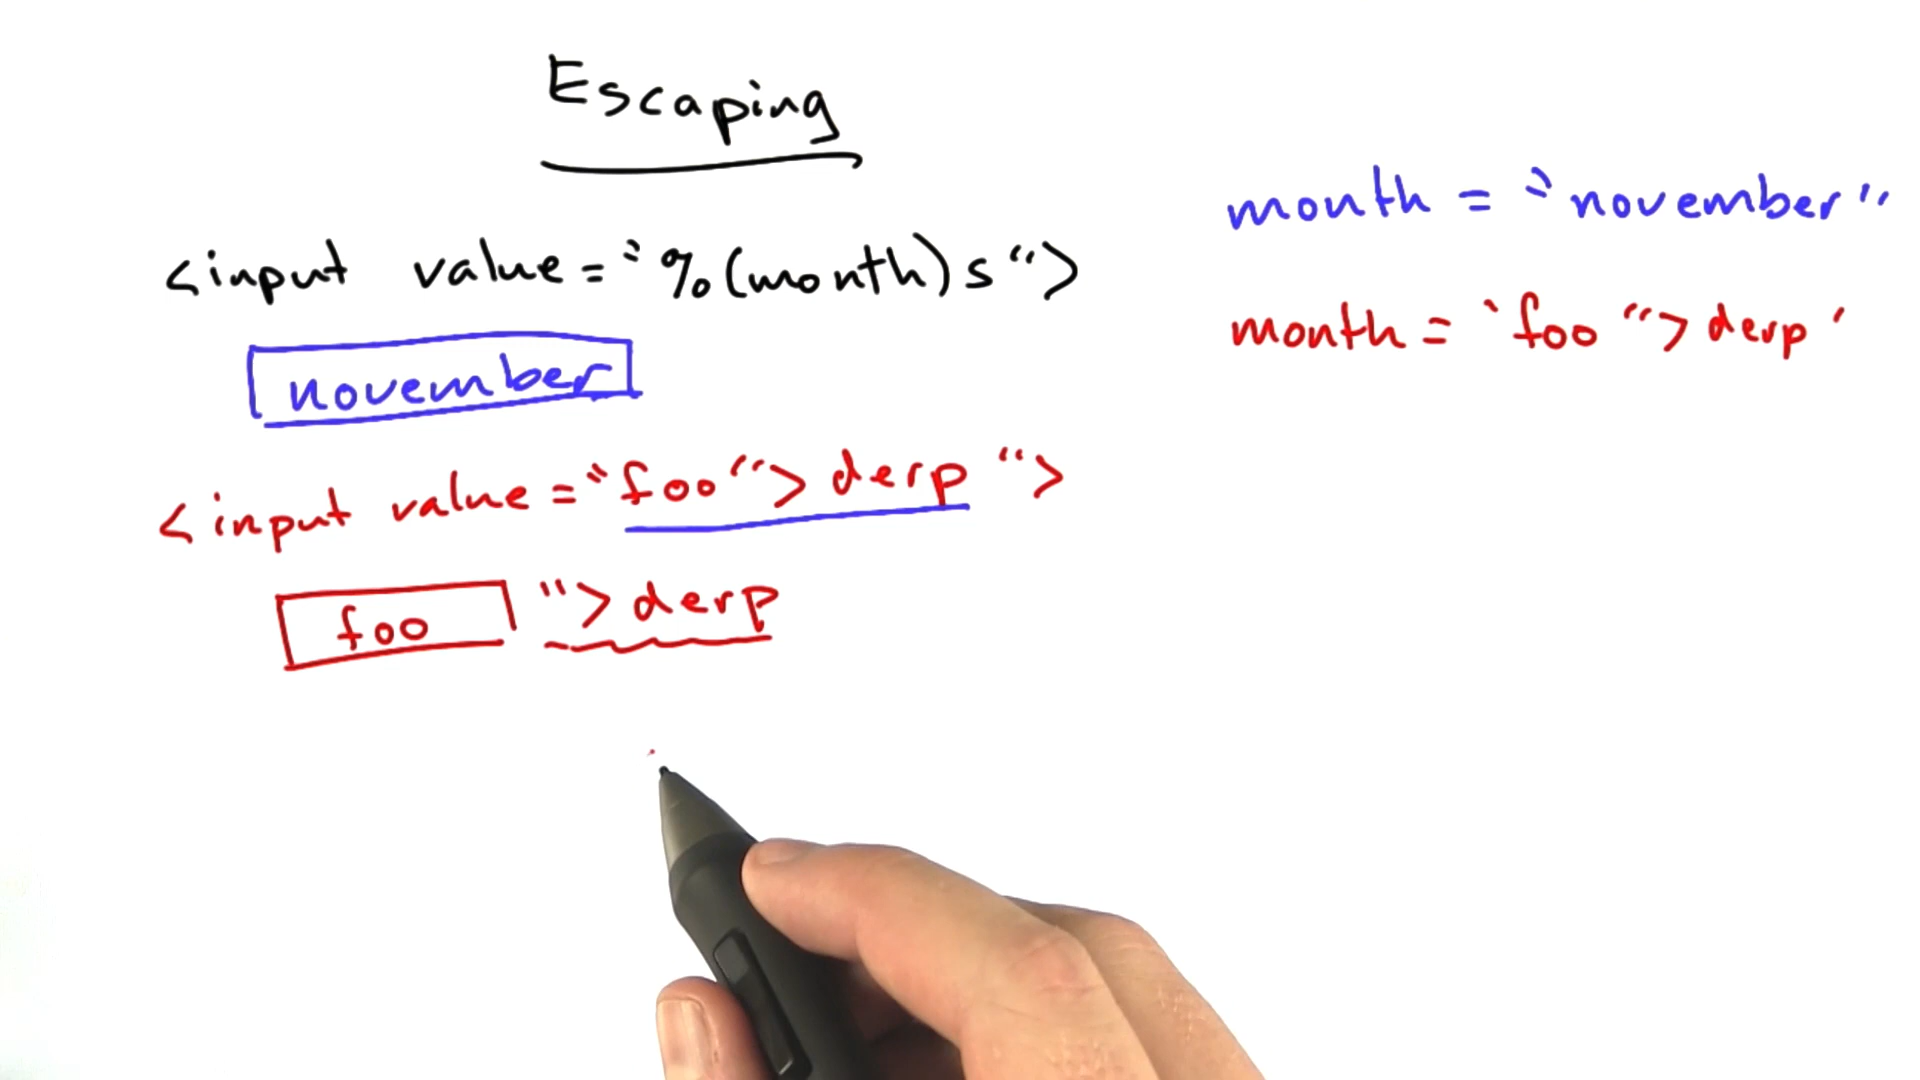 Escaping
<input value="%(month)s">
november
<input value="foo">derp">
foo ">derp
month = "november"
month = 'foo">derp'